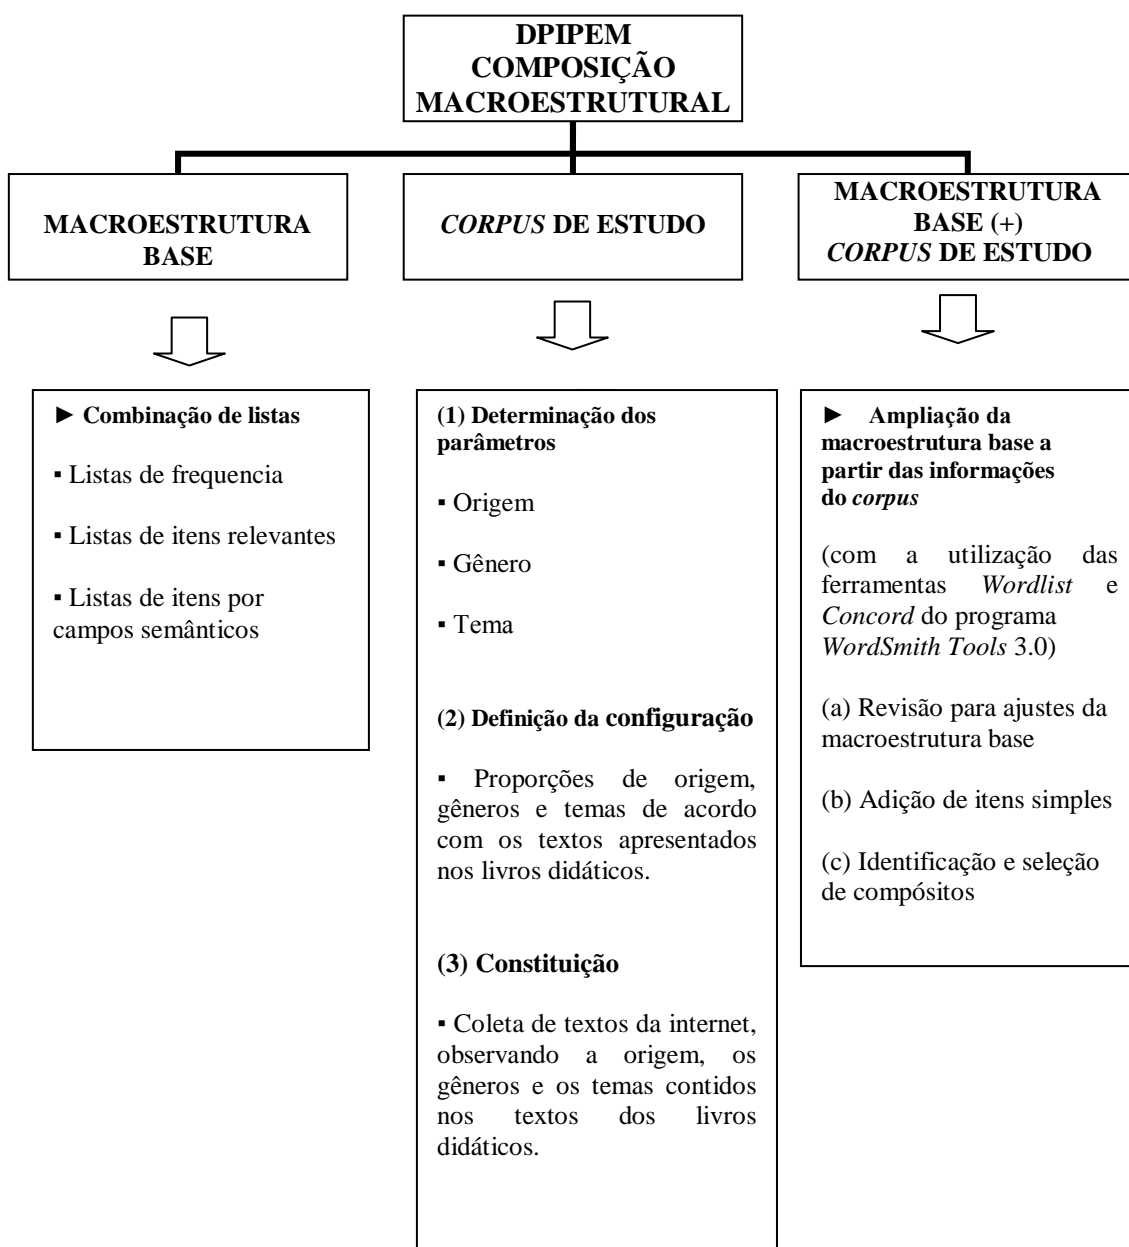 DPIPEM
COMPOSIÇÃO
MACROESTRUTURAL
MACROESTRUTURA
BASE
CORPUS DE ESTUDO
MACROESTRUTURA
BASE (+)
CORPUS DE ESTUDO
► Combinação de listas
▪ Listas de frequencia
▪ Listas de itens relevantes
▪ Listas de itens por
campos semânticos
(1) Determinação dos
parâmetros
▪ Origem
▪ Gênero
▪ Tema
(2) Definição da configuração
▪ Proporções de origem,
gêneros e temas de acordo
com os textos apresentados
nos livros didáticos.
(3) Constituição
▪ Coleta de textos da internet,
observando a origem, os
gêneros e os temas contidos
nos textos dos livros
didáticos.
► Ampliação da
macroestrutura base a
partir das informações
do corpus
(com a utilização das
ferramentas Wordlist e
Concord do programa
WordSmith Tools 3.0)
(a) Revisão para ajustes da
macroestrutura base
(b) Adição de itens simples
(c) Identificação e seleção
de compósitos